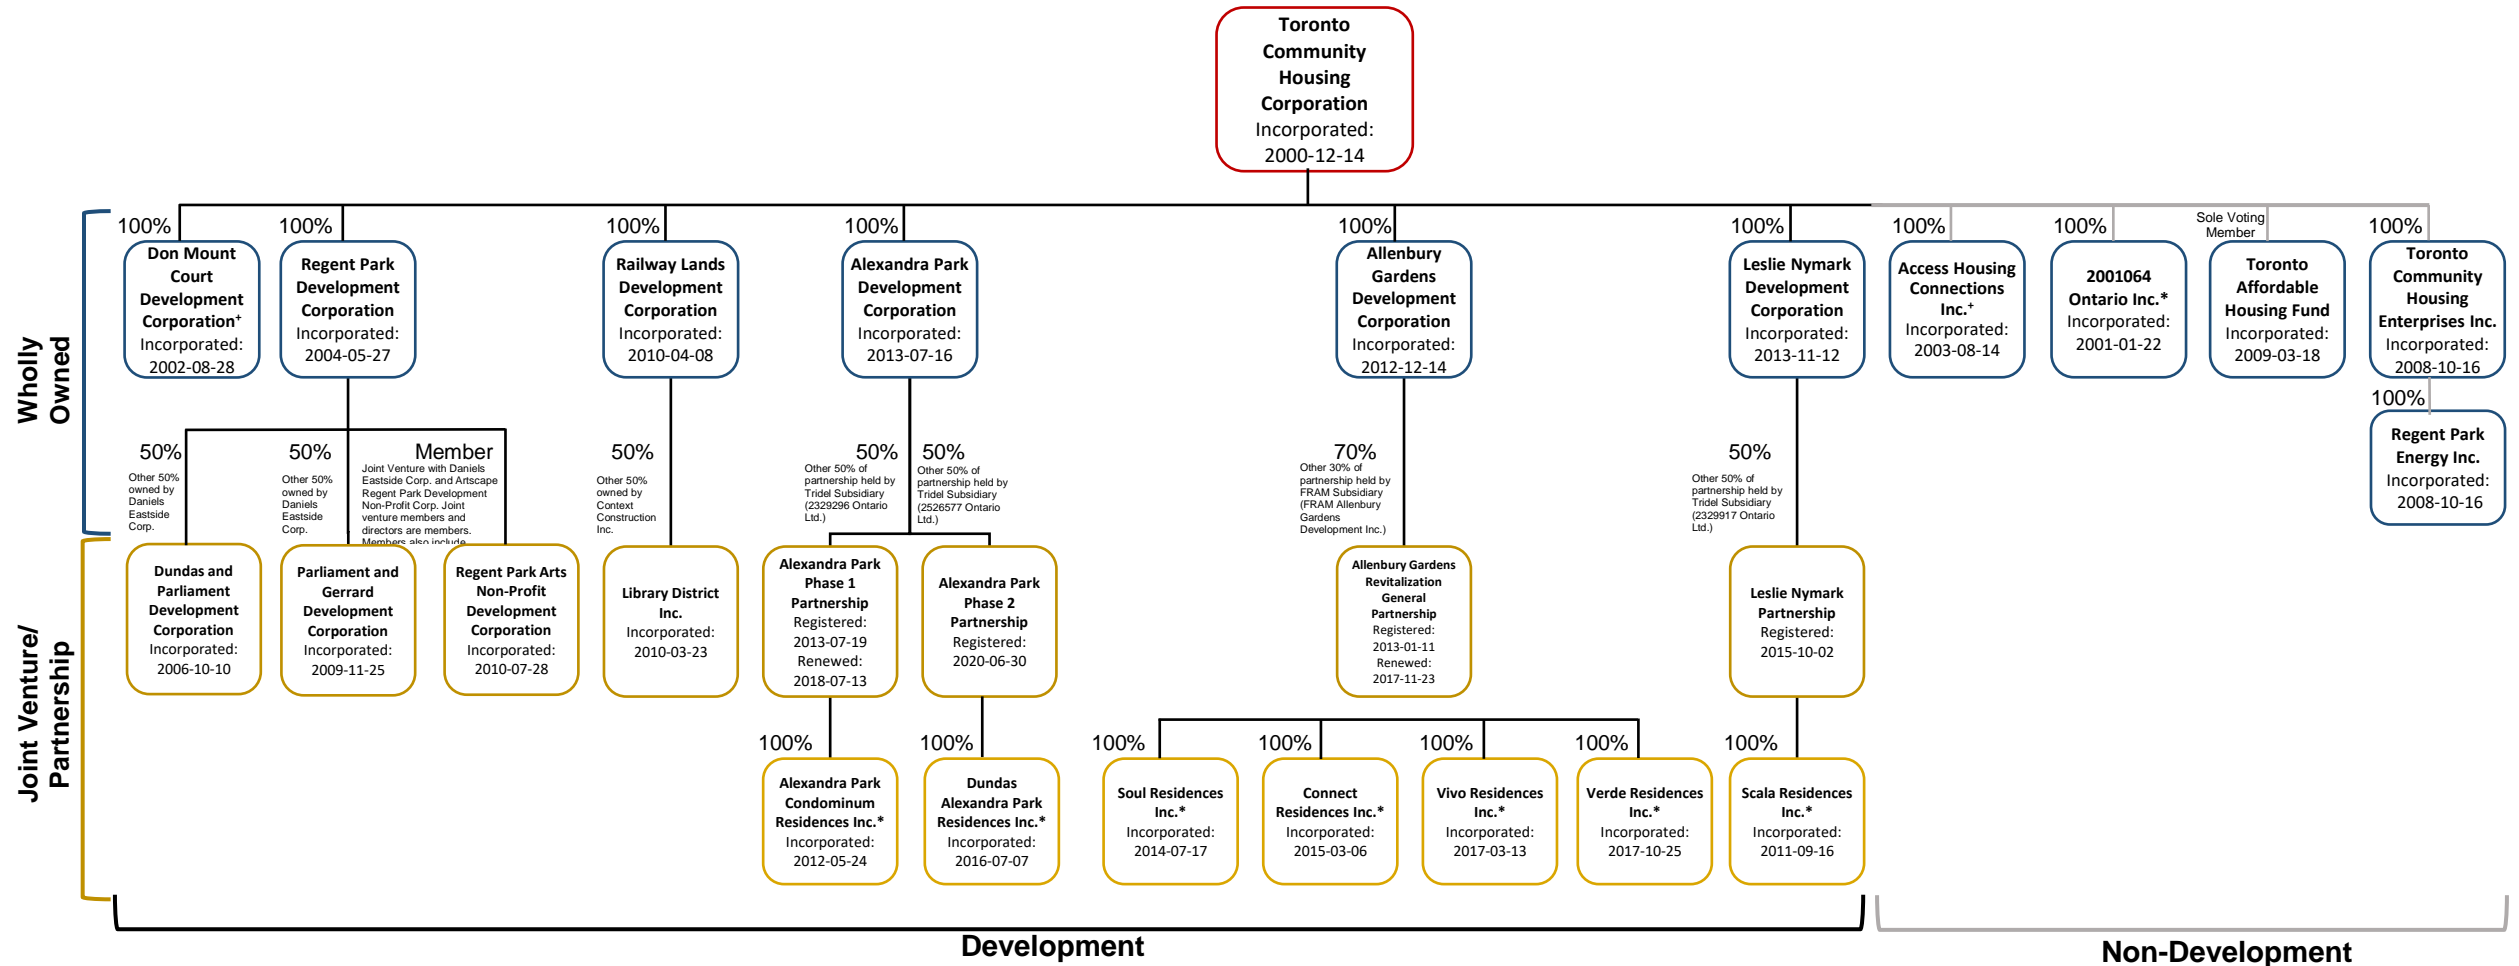 Toronto
Community
Housing
Corporation
Incorporated:
2000-12-14
Wholly
Owned
100%
Don Mount
Court
Development
Corporation⁺
Incorporated:
2002-08-28
100%
Regent Park
Development
Corporation
Incorporated:
2004-05-27
100%
Railway Lands
Development
Corporation
Incorporated:
2010-04-08
100%
Alexandra Park
Development
Corporation
Incorporated:
2013-07-16
100%
Allenbury
Gardens
Development
Corporation
Incorporated:
2012-12-14
100%
Leslie Nymark
Development
Corporation
Incorporated:
2013-11-12
100%
Access Housing
Connections
Inc.⁺
Incorporated:
2003-08-14
100%
2001064
Ontario Inc.*
Incorporated:
2001-01-22
Sole Voting
Member
Toronto
Affordable
Housing Fund
Incorporated:
2009-03-18
100%
Toronto
Community
Housing
Enterprises Inc.
Incorporated:
2008-10-16
100%
Regent Park
Energy Inc.
Incorporated:
2008-10-16
50%
Other 50%
owned by
Daniels
Eastside
Corp.
50%
Other 50%
owned by
Daniels
Eastside
Corp.
Member
Joint Venture with Daniels
Eastside Corp. and Artscape
Regent Park Development
Non-Profit Corp. Joint
venture members and
directors are members.
Members also include
50%
Other 50%
owned by
Context
Construction
Inc.
50%
Other 50% of
partnership held by
Tridel Subsidiary
(2329296 Ontario
Ltd.)
50%
Other 50% of
partnership held by
Tridel Subsidiary
(2526577 Ontario
Ltd.)
70%
Other 30% of
partnership held by
FRAM Subsidiary
(FRAM Allenbury
Gardens
Development Inc.)
50%
Other 50% of
partnership held by
Tridel Subsidiary
(2329917 Ontario
Ltd.)
Joint Venture/
Partnership
Dundas and
Parliament
Development
Corporation
Incorporated:
2006-10-10
Parliament and
Gerrard
Development
Corporation
Incorporated:
2009-11-25
Regent Park Arts
Non-Profit
Development
Corporation
Incorporated:
2010-07-28
Library District
Inc.
Incorporated:
2010-03-23
Alexandra Park
Phase 1
Partnership
Registered:
2013-07-19
Renewed:
2018-07-13
Alexandra Park
Phase 2
Partnership
Registered:
2020-06-30
Allenbury Gardens
Revitalization
General
Partnership
Registered:
2013-01-11
Renewed:
2017-11-23
Leslie Nymark
Partnership
Registered:
2015-10-02
100%
Alexandra Park
Condominum
Residences Inc.*
Incorporated:
2012-05-24
100%
Dundas
Alexandra Park
Residences Inc.*
Incorporated:
2016-07-07
100%
Soul Residences
Inc.*
Incorporated:
2014-07-17
100%
Connect
Residences Inc.*
Incorporated:
2015-03-06
100%
Vivo Residences
Inc.*
Incorporated:
2017-03-13
100%
Verde Residences
Inc.*
Incorporated:
2017-10-25
100%
Scala Residences
Inc.*
Incorporated:
2011-09-16
Development
Non-Development